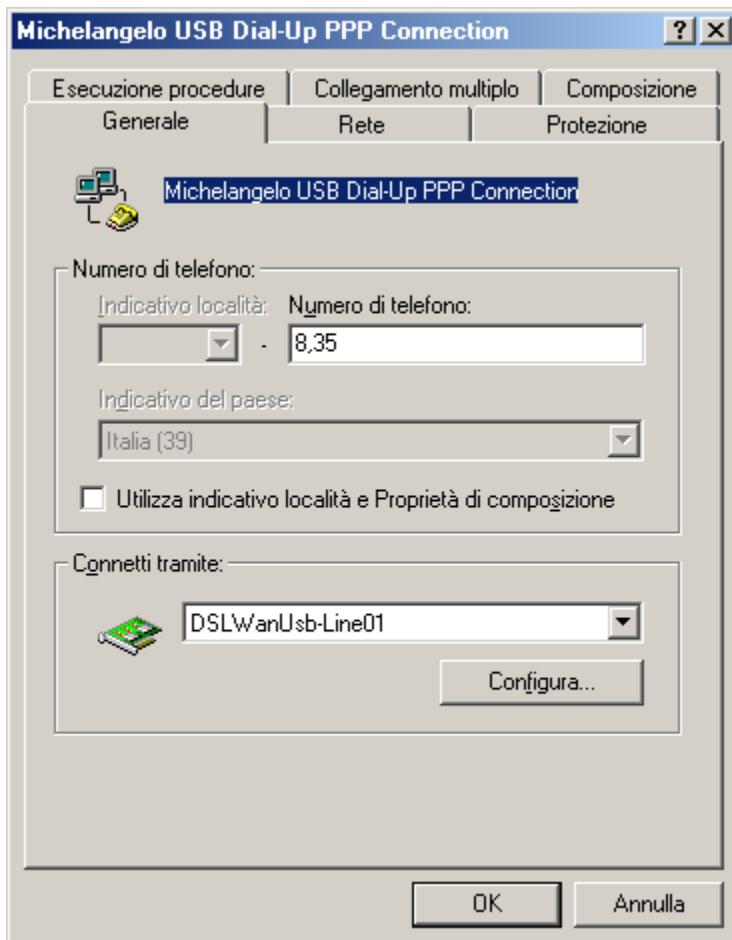 Michelangelo USB Dial-Up PPP Connection
Esecuzione procedure Collegamento multiplo Composizione
Generale Rete Protezione
Michelangelo USB Dial-Up PPP Connection
Numero di telefono:
Indicativo località: Numero di telefono:
- 8,35
Indicativo del paese:
Italia (39)
Utilizza indicativo località e Proprietà di composizione
Connetti tramite:
DSLWanUsb-Line01
Configura...
OK Annulla